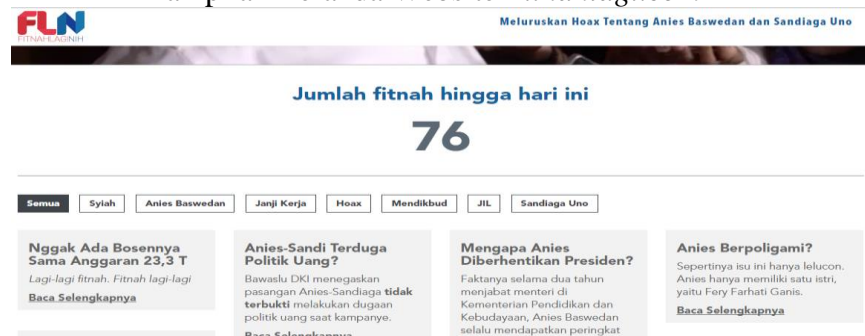 FLN
FITNAHLAGINIH
Meluruskan Hoax Tentang Anies Baswedan dan Sandiaga Uno
Jumlah fitnah hingga hari ini
76
Semua
Syiah
Anies Baswedan
Janji Kerja
Hoax
Mendikbud
JIL
Sandiaga Uno
Nggak Ada Bosennya
Sama Anggaran 23,3 T
Lagi-lagi fitnah. Fitnah lagi-lagi
Baca Selengkapnya
Anies-Sandi Terduga
Politik Uang?
Bawaslu DKI menegaskan
pasangan Anies-Sandiaga tidak
terbukti melakukan dugaan
politik uang saat kampanye.
Baca Selengkapnya
Mengapa Anies
Diberhentikan Presiden?
Faktanya selama dua tahun
menjabat menteri di
Kementerian Pendidikan dan
Kebudayaan, Anies Baswedan
selalu mendapatkan peringkat
Anies Berpoligami?
Sepertinya isu ini hanya lelucon.
Anies hanya memiliki satu istri,
yaitu Fery Farhati Ganis.
Baca Selengkapnya